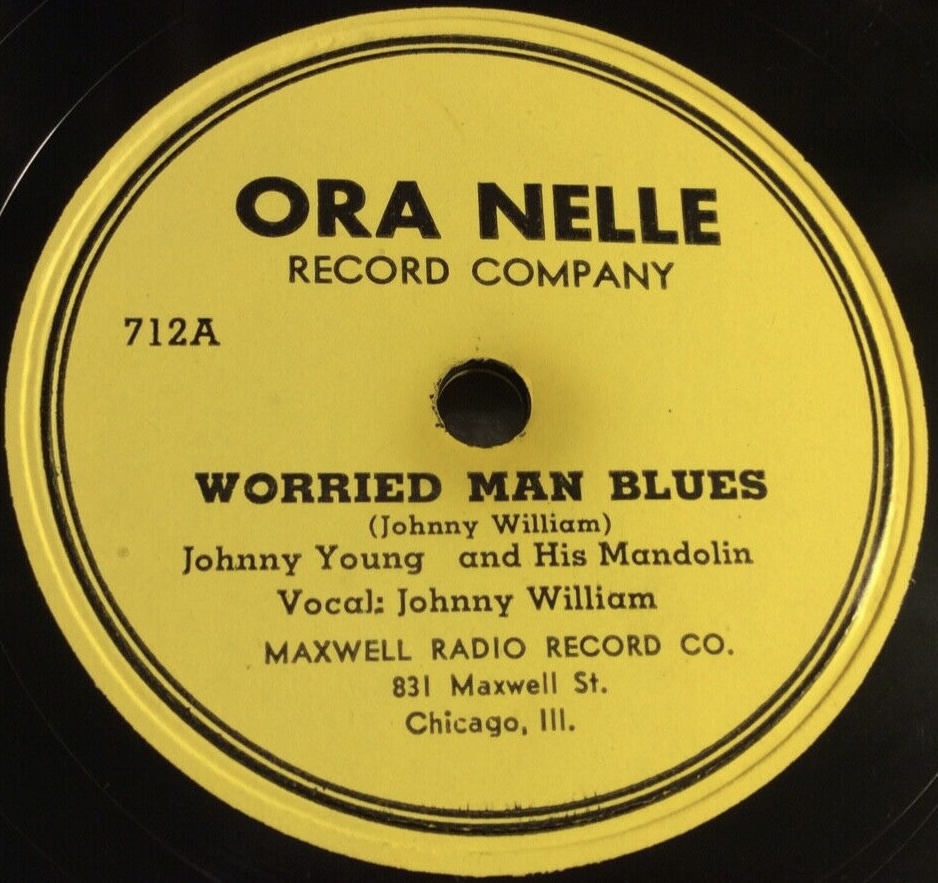 ORA NELLE
RECORD COMPANY
712A
WORRIED MAN BLUES
(Johnny William)
Johnny Young and His Mandolin
Vocal: Johnny William
MAXWELL RADIO RECORD CO.
831 Maxwell St.
Chicago, Ill.